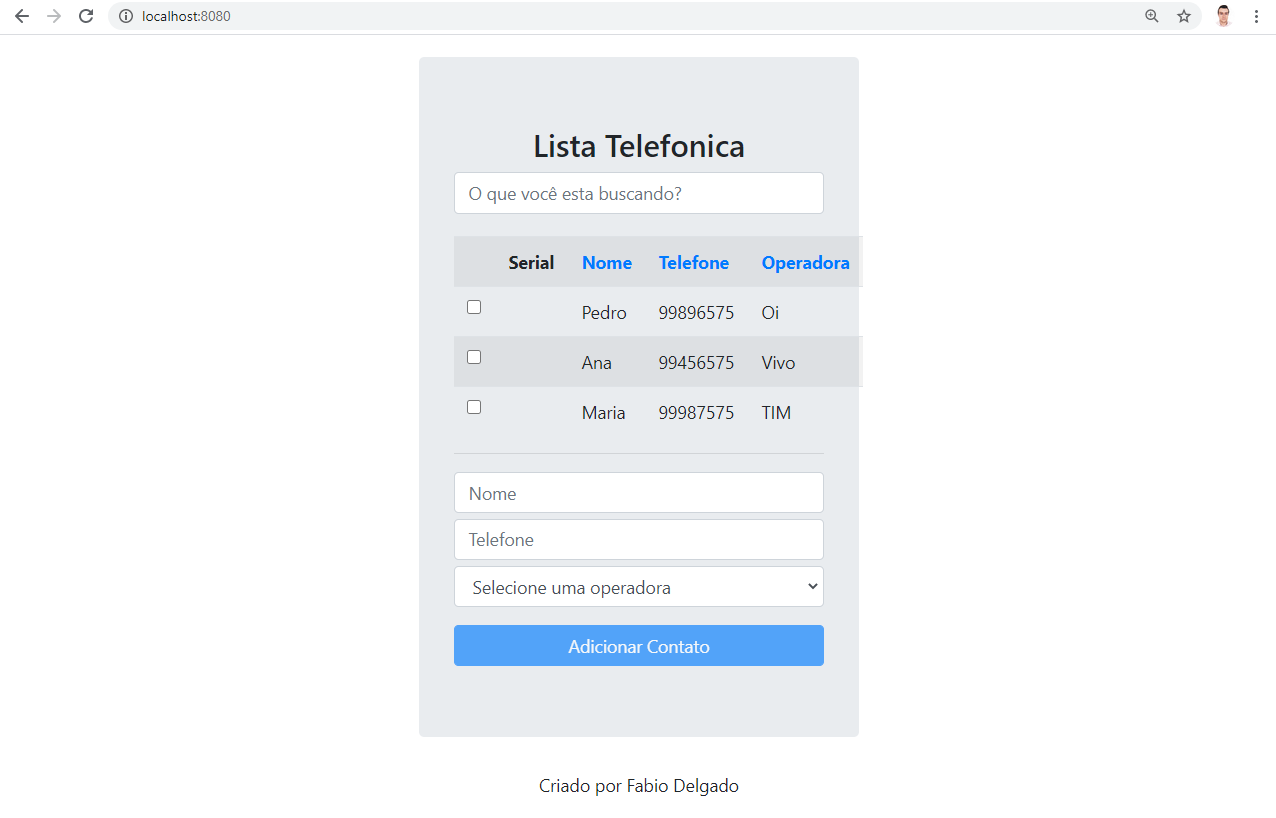 localhost:8080
Lista Telefonica
O que você esta buscando?
Serial Nome Telefone Operadora
Pedro 99896575 Oi
Ana 99456575 Vivo
Maria 99987575 TIM
Nome
Telefone
Selecione uma operadora
Adicionar Contato
Criado por Fabio Delgado